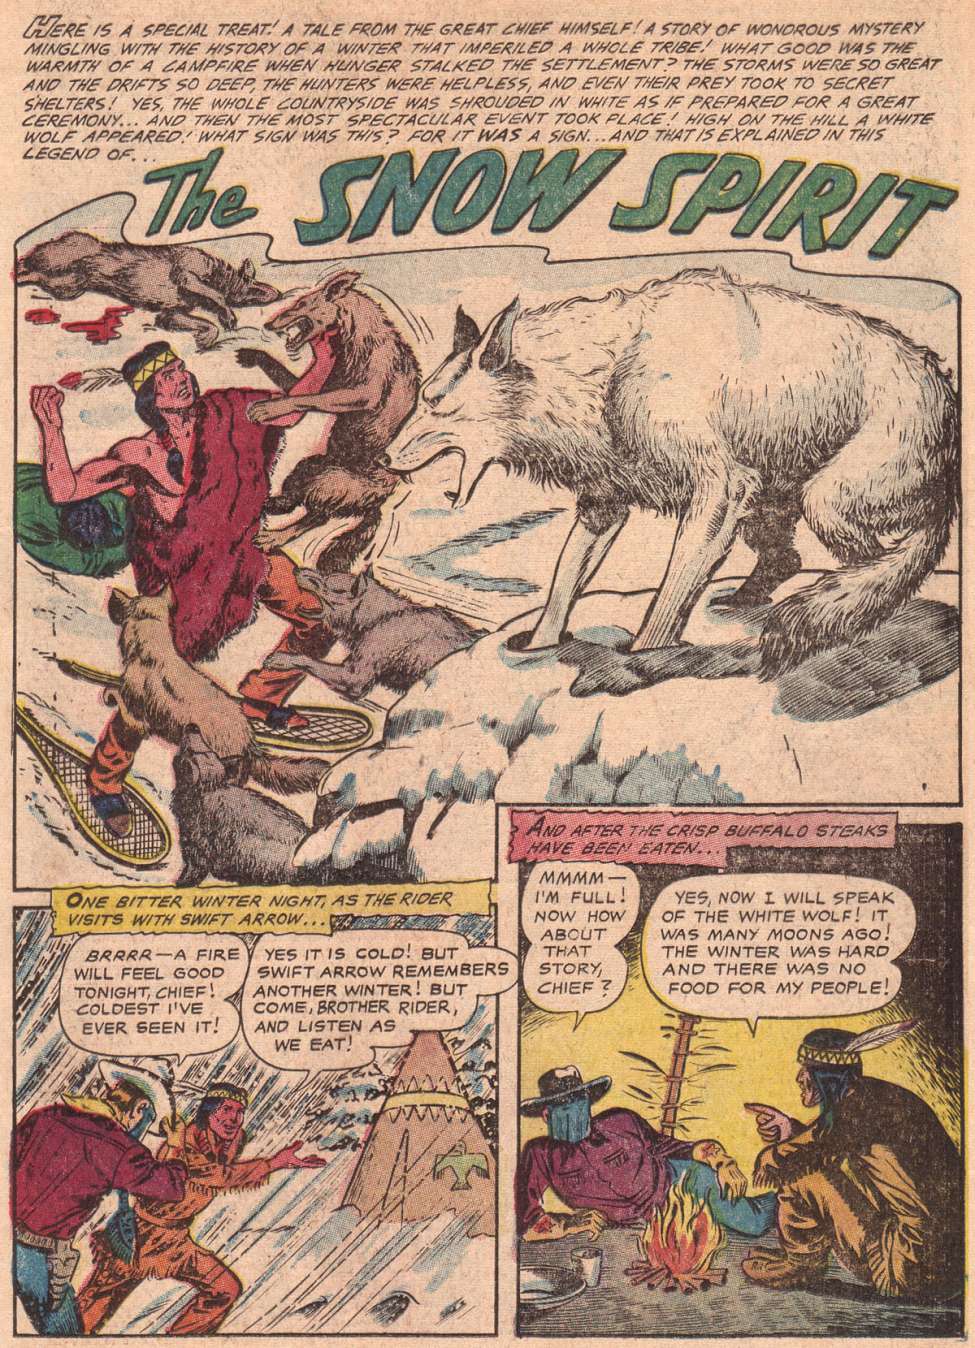 HERE IS A SPECIAL TREAT! A TALE FROM THE GREAT CHIEF HIMSELF! A STORY OF WONDROUS MYSTERY
MINGLING WITH THE HISTORY OF A WINTER THAT IMPERILED A WHOLE TRIBE! WHAT GOOD WAS THE
WARMTH OF A CAMPFIRE WHEN HUNGER STALKED THE SETTLEMENT? THE STORMS WERE SO GREAT
AND THE DRIFTS SO DEEP, THE HUNTERS WERE HELPLESS, AND EVEN THEIR PREY TOOK TO SECRET
SHELTERS! YES, THE WHOLE COUNTRYSIDE WAS SHROUDED IN WHITE AS IF PREPARED FOR A GREAT
CEREMONY... AND THEN THE MOST SPECTACULAR EVENT TOOK PLACE! HIGH ON THE HILL A WHITE
WOLF APPEARED! WHAT SIGN WAS THIS? FOR IT WAS A SIGN... AND THAT IS EXPLAINED IN THIS
LEGEND OF...
The SNOW SPIRIT
ONE BITTER WINTER NIGHT, AS THE RIDER
VISITS WITH SWIFT ARROW...
BRRRR—A FIRE
WILL FEEL GOOD
TONIGHT, CHIEF!
COLDEST I'VE
EVER SEEN IT!
YES IT IS COLD! BUT
SWIFT ARROW REMEMBERS
ANOTHER WINTER! BUT
COME, BROTHER RIDER,
AND LISTEN AS
WE EAT!
AND AFTER THE CRISP BUFFALO STEAKS
HAVE BEEN EATEN...
MMMM—
I'M FULL!
NOW HOW
ABOUT
THAT
STORY,
CHIEF?
YES, NOW I WILL SPEAK
OF THE WHITE WOLF! IT
WAS MANY MOONS AGO!
THE WINTER WAS HARD
AND THERE WAS NO
FOOD FOR MY PEOPLE!